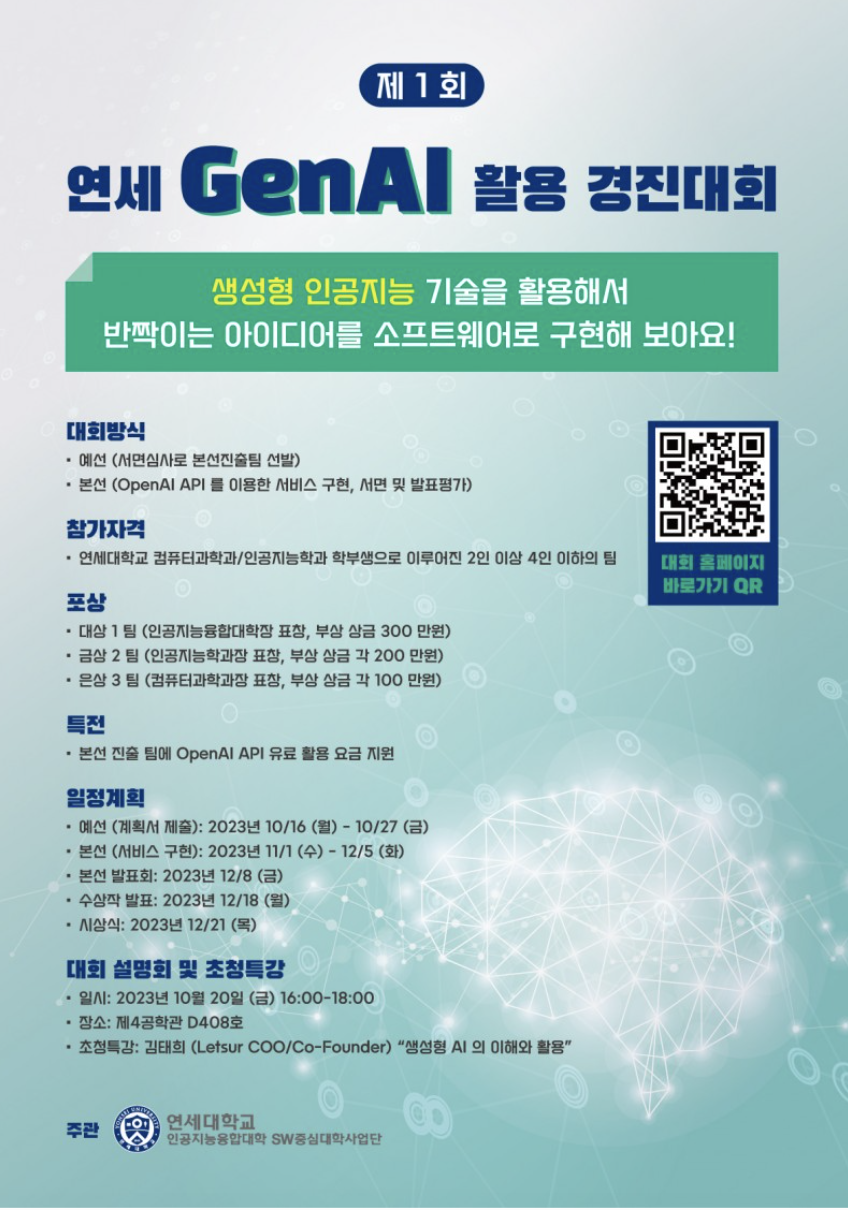 제 1 회
연세 GenAI 활용 경진대회
생성형 인공지능 기술을 활용해서
반짝이는 아이디어를 소프트웨어로 구현해 보아요!
대회방식
• 예선 (서면심사로 본선진출팀 선발)
• 본선 (OpenAI API 를 이용한 서비스 구현, 서면 및 발표평가)
참가자격
• 연세대학교 컴퓨터과학과/인공지능학과 학부생으로 이루어진 2인 이상 4인 이하의 팀
대회 홈페이지
바로가기 QR
포상
• 대상 1 팀 (인공지능융합대학장 표창, 부상 상금 300 만원)
• 금상 2 팀 (인공지능학과장 표창, 부상 상금 각 200 만원)
• 은상 3 팀 (컴퓨터과학과장 표창, 부상 상금 각 100 만원)
특전
• 본선 진출 팀에 OpenAI API 유료 활용 요금 지원
일정계획
• 예선 (계획서 제출): 2023년 10/16 (월) - 10/27 (금)
• 본선 (서비스 구현): 2023년 11/1 (수) - 12/5 (화)
• 본선 발표회: 2023년 12/8 (금)
• 수상작 발표: 2023년 12/18 (월)
• 시상식: 2023년 12/21 (목)
대회 설명회 및 초청특강
• 일시: 2023년 10월 20일 (금) 16:00-18:00
• 장소: 제4공학관 D408호
• 초청특강: 김태희 (Letsur COO/Co-Founder) “생성형 AI 의 이해와 활용”
주관
연세대학교
인공지능융합대학 SW중심대학사업단